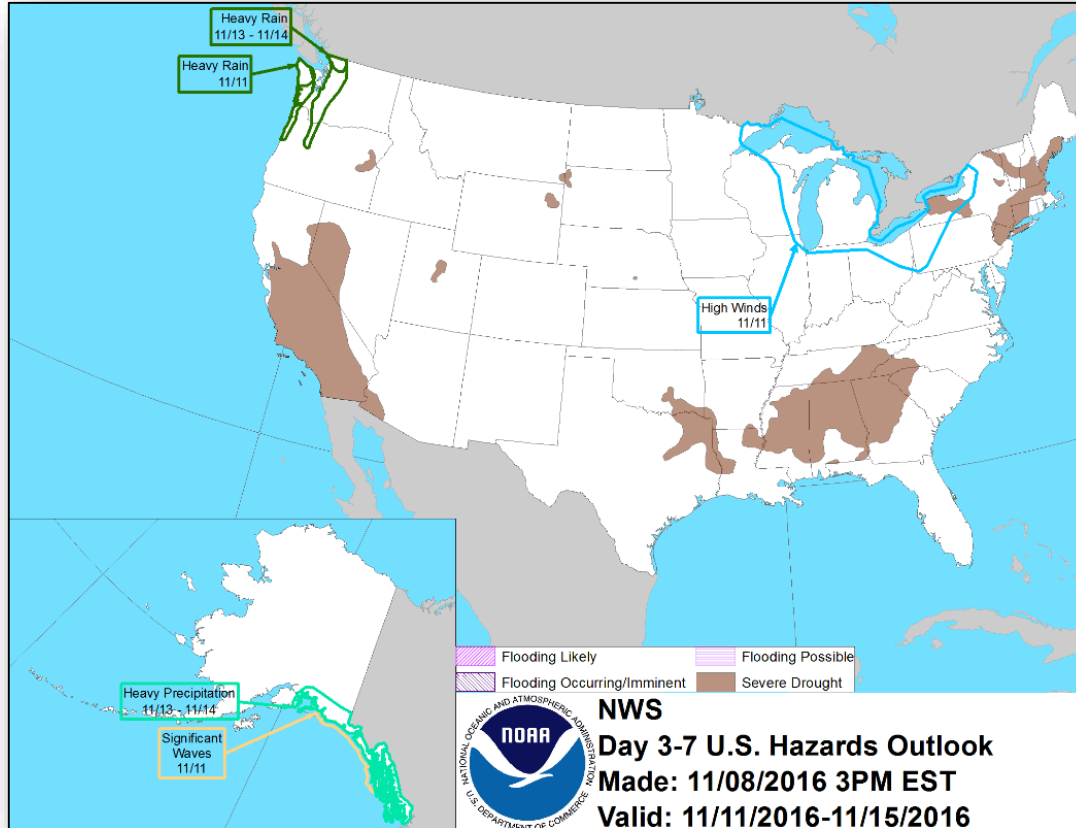 Heavy Rain
11/13 - 11/14
Heavy Rain
11/11
High Winds
11/11
Heavy Precipitation
11/13 - 11/14
Significant
Waves
11/11
Flooding Likely
Flooding Possible
Flooding Occurring/Imminent
Severe Drought
NATIONAL OCEANIC AND ATMOSPHERIC ADMINISTRATION
NOAA
U.S. DEPARTMENT OF COMMERCE
NWS
Day 3-7 U.S. Hazards Outlook
Made: 11/08/2016 3PM EST
Valid: 11/11/2016-11/15/2016